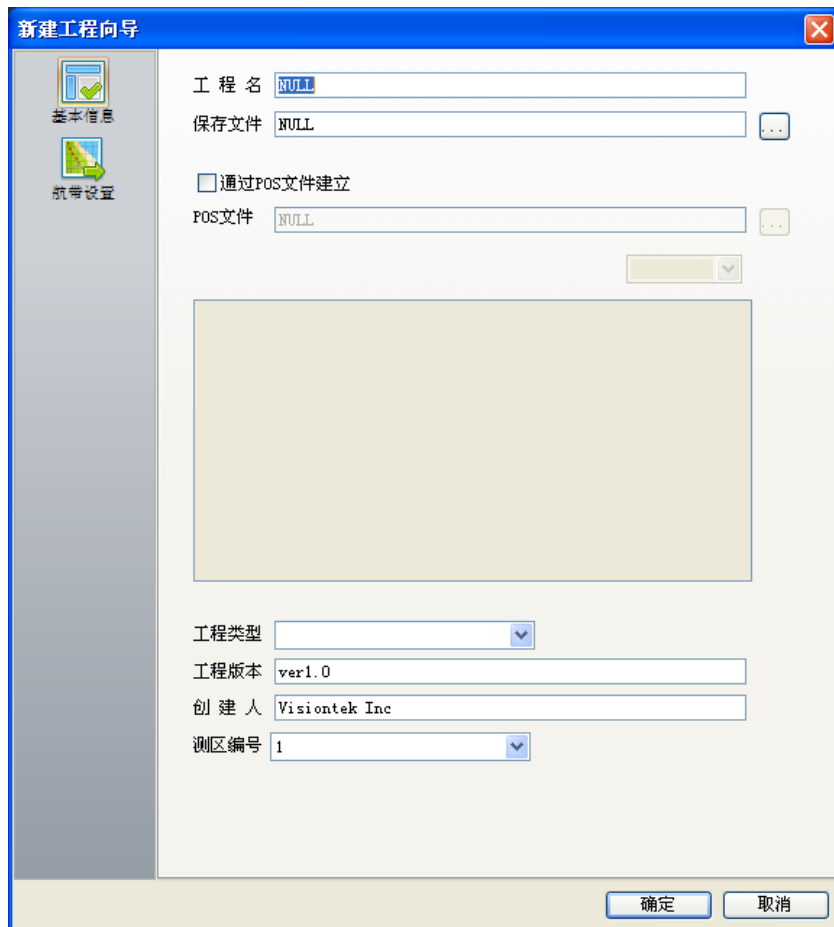 新建工程向导
基本信息
航带设置
工 程 名 NULL
保存文件 NULL ...
通过POS文件建立
POS文件 NULL ...
工程类型
工程版本 ver1.0
创 建 人 Visiontek Inc
测区编号 1
确定 取消